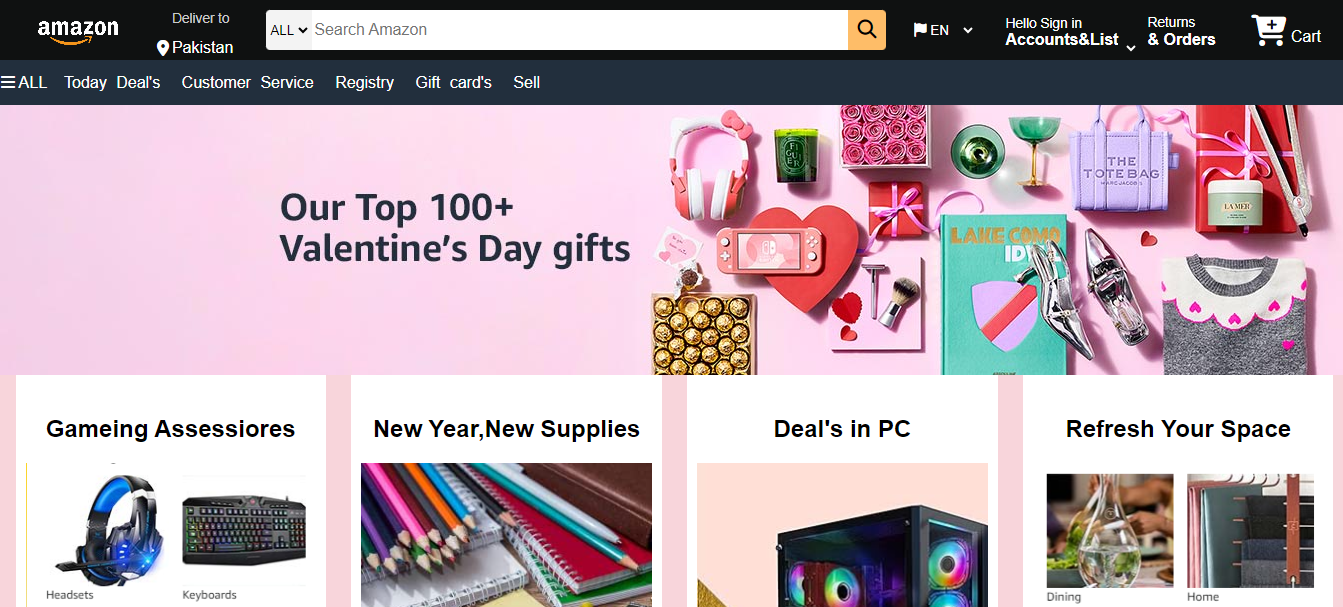 amazon
Deliver to
Pakistan
ALL
Search Amazon
EN
Hello Sign in
Accounts&List
Returns
& Orders
Cart
ALL Today Deal's Customer Service Registry Gift card's Sell
Our Top 100+
Valentine's Day gifts
FIGUIER
THE
TOTE BAG
MARC JACOBS
LA MER
LAKE COMO
IDYLL
Gameing Assessiores
New Year,New Supplies
Deal's in PC
Refresh Your Space
Headsets
Keyboards
Dining
Home